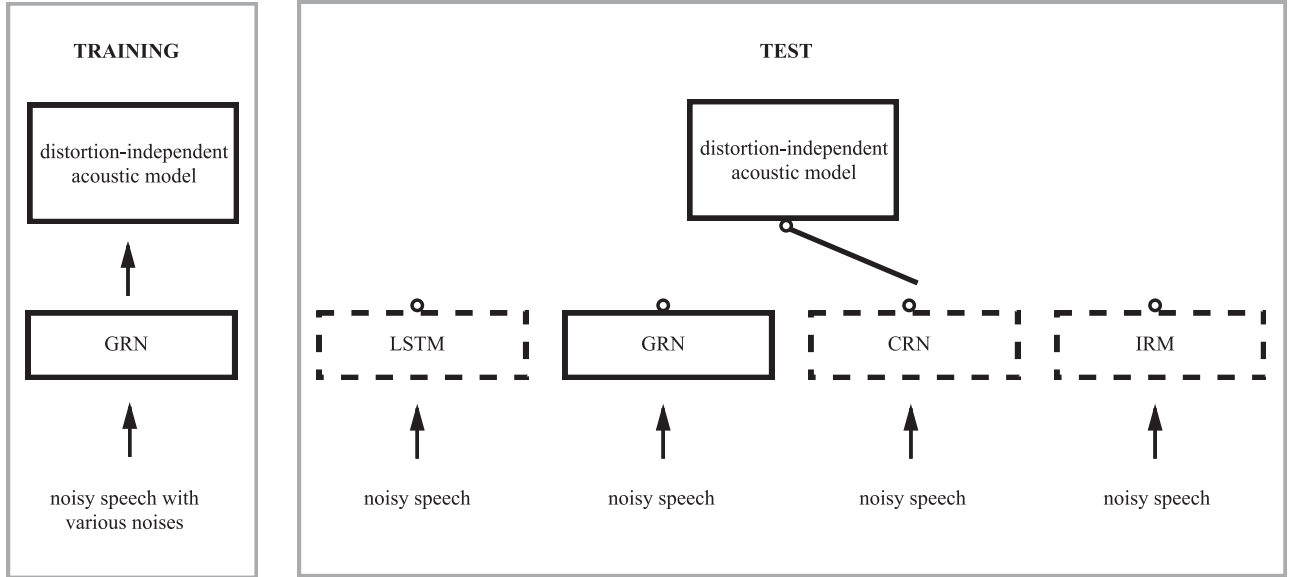 TRAINING
distortion-independent
acoustic model
GRN
noisy speech with
various noises
TEST
distortion-independent
acoustic model
LSTM
GRN
CRN
IRM
noisy speech
noisy speech
noisy speech
noisy speech